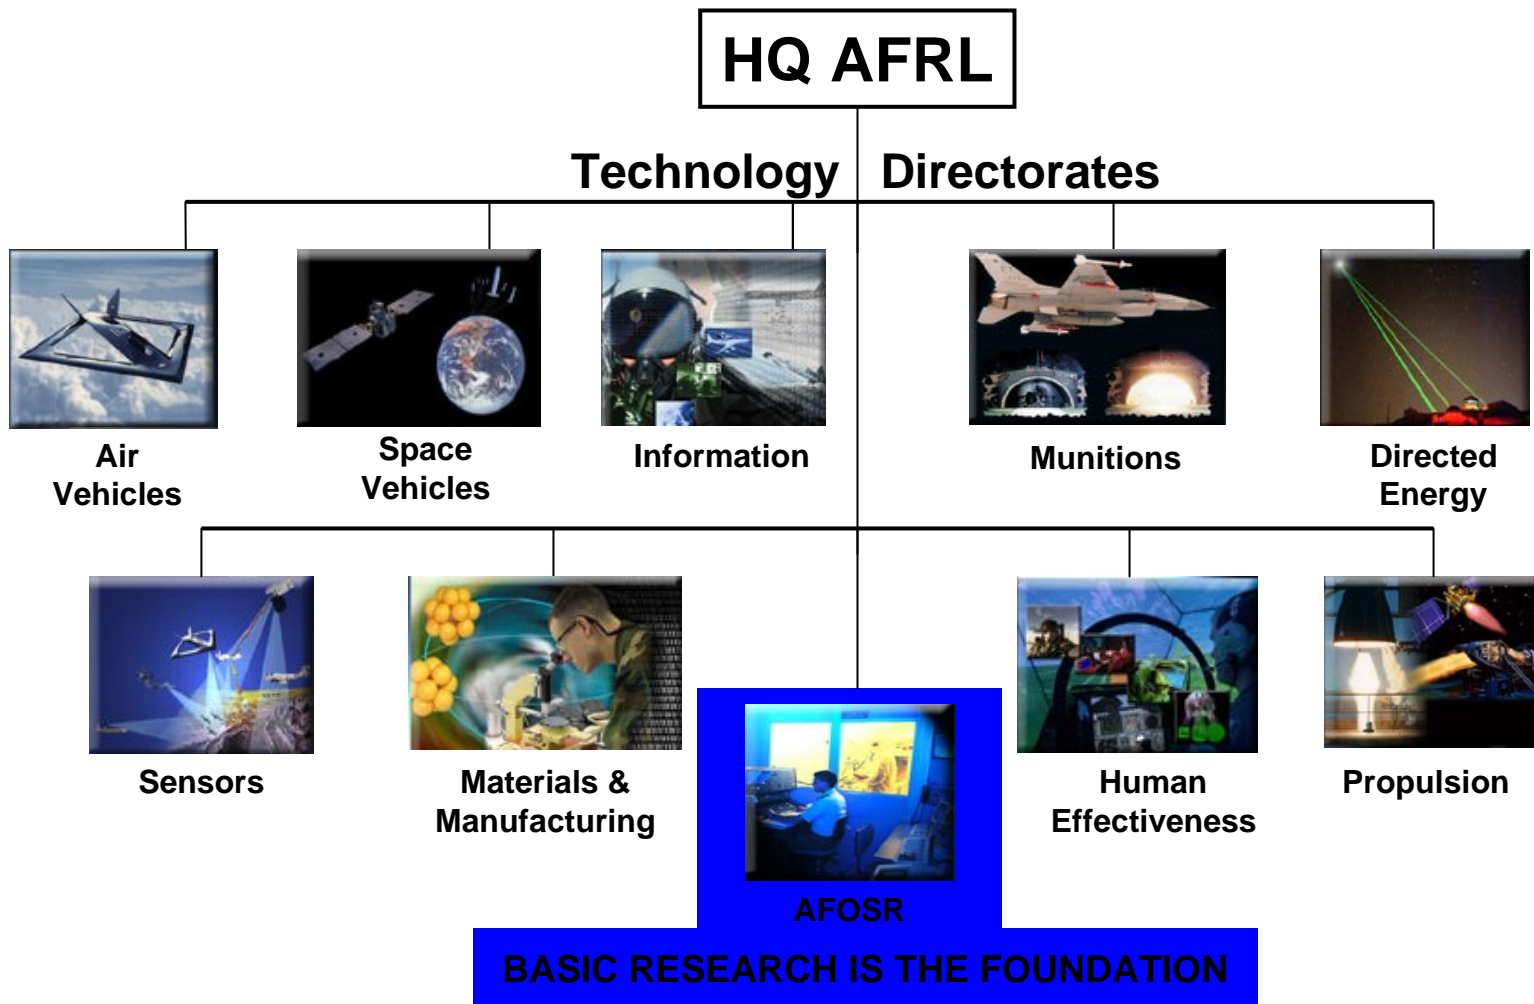 HQ AFRL
Technology Directorates
Air
Vehicles
Space
Vehicles
Information
Munitions
Directed
Energy
Sensors
Materials &
Manufacturing
Human
Effectiveness
Propulsion
AFOSR
BASIC RESEARCH IS THE FOUNDATION